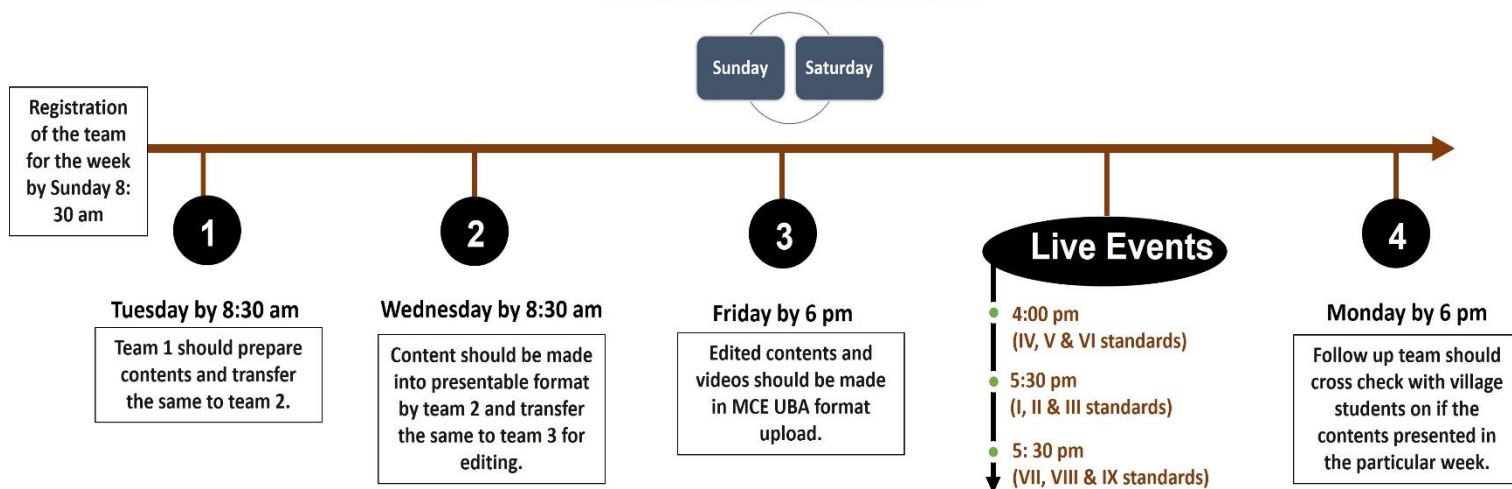 Sunday
Saturday
Registration
of the team
for the week
by Sunday 8:
30 am
1
Tuesday by 8:30 am
Team 1 should prepare
contents and transfer
the same to team 2.
2
Wednesday by 8:30 am
Content should be made
into presentable format
by team 2 and transfer
the same to team 3 for
editing.
3
Friday by 6 pm
Edited contents and
videos should be made
in MCE UBA format
upload.
Live Events
4:00 pm
(IV, V & VI standards)
5:30 pm
(I, II & III standards)
5: 30 pm
(VII, VIII & IX standards)
4
Monday by 6 pm
Follow up team should
cross check with village
students on if the
contents presented in
the particular week.